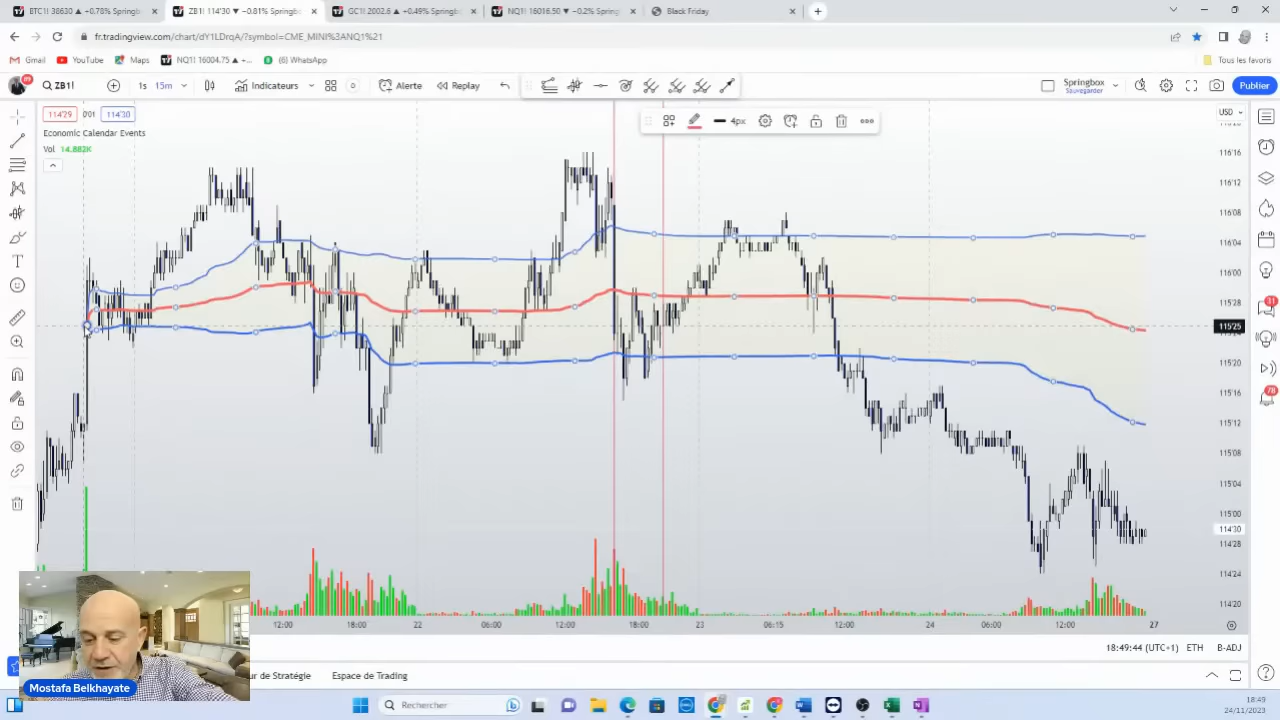 BTC1! 38630 ▲ +0.78% Springbo
ZB1! 114'30 ▼ −0.81% Springbo
GC1! 2002.6 ▲ +0.49% Springbo
NQ1! 16016.50 ▼ −0.2% Springb
Black Friday
fr.tradingview.com/chart/dY1LDrqA/?symbol=CME_MINI%3ANQ1%21
Gmail
YouTube
Maps
NQ1! 16004.75 ▲ -...
(6) WhatsApp
Tous les favoris
ZB1!
1s
15m
Indicateurs
Alerte
Replay
Springbox
Sauvegarder
Publier
114'29
0'01
114'30
4px
USD
Economic Calendar Events
Vol 14.882K
116'16
116'12
116'08
116'04
116'00
115'28
115'25
115'20
115'16
115'12
115'08
115'04
115'00
114'30
114'28
114'24
114'20
31
78
12:00
18:00
22
06:00
12:00
18:00
23
06:15
12:00
24
06:00
12:00
27
18:49:44 (UTC+1)
ETH
B-ADJ
r de Stratégie
Espace de Trading
Mostafa Belkhayate
Rechercher
18:49
24/11/2023